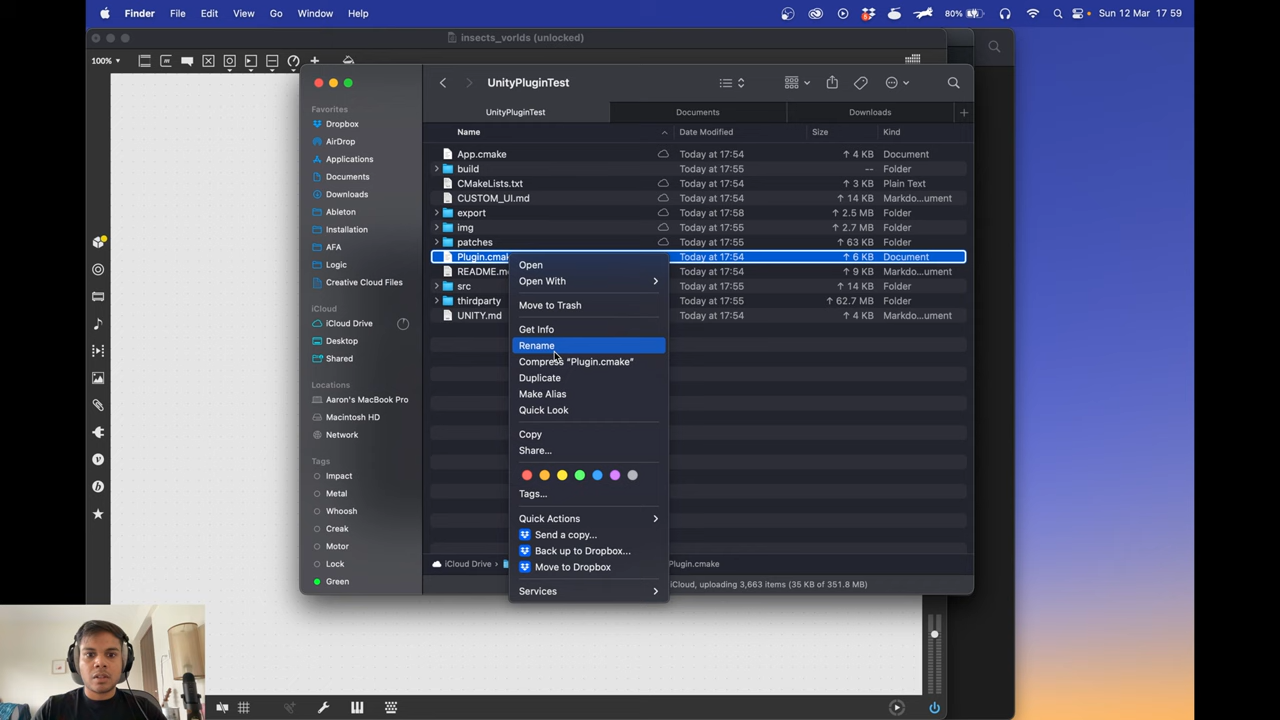 Finder File Edit View Go Window Help 80% Sun 12 Mar 17 59
insects_vorlds (unlocked)
100%
UnityPluginTest
UnityPluginTest Documents Downloads
Name Date Modified Size Kind
Favorites
Dropbox
AirDrop
Applications
Documents
Downloads
Ableton
Installation
AFA
Logic
Creative Cloud Files
iCloud
iCloud Drive
Desktop
Shared
Locations
Aaron's MacBook Pro
Macintosh HD
Network
Tags
Impact
Metal
Whoosh
Creak
Motor
Lock
Green
App.cmake Today at 17:54 4 KB Document
build Today at 17:55 -- Folder
CMakeLists.txt Today at 17:54 3 KB Plain Text
CUSTOM_UI.md Today at 17:54 14 KB Markdo...ument
export Today at 17:58 2.5 MB Folder
img Today at 17:55 2.7 MB Folder
patches Today at 17:55 63 KB Folder
Plugin.cmak Today at 17:54 6 KB Document
README.m Today at 17:54 9 KB Markdo...ument
src Today at 17:55 14 KB Folder
thirdparty Today at 17:55 62.7 MB Folder
UNITY.md Today at 17:54 4 KB Markdo...ument
Open
Open With
Move to Trash
Get Info
Rename
Compress "Plugin.cmake"
Duplicate
Make Alias
Quick Look
Copy
Share...
Tags...
Quick Actions
Send a copy...
Back up to Dropbox...
Move to Dropbox
Services
iCloud Drive Plugin.cmake
iCloud, uploading 3,663 items (35 KB of 351.8 MB)